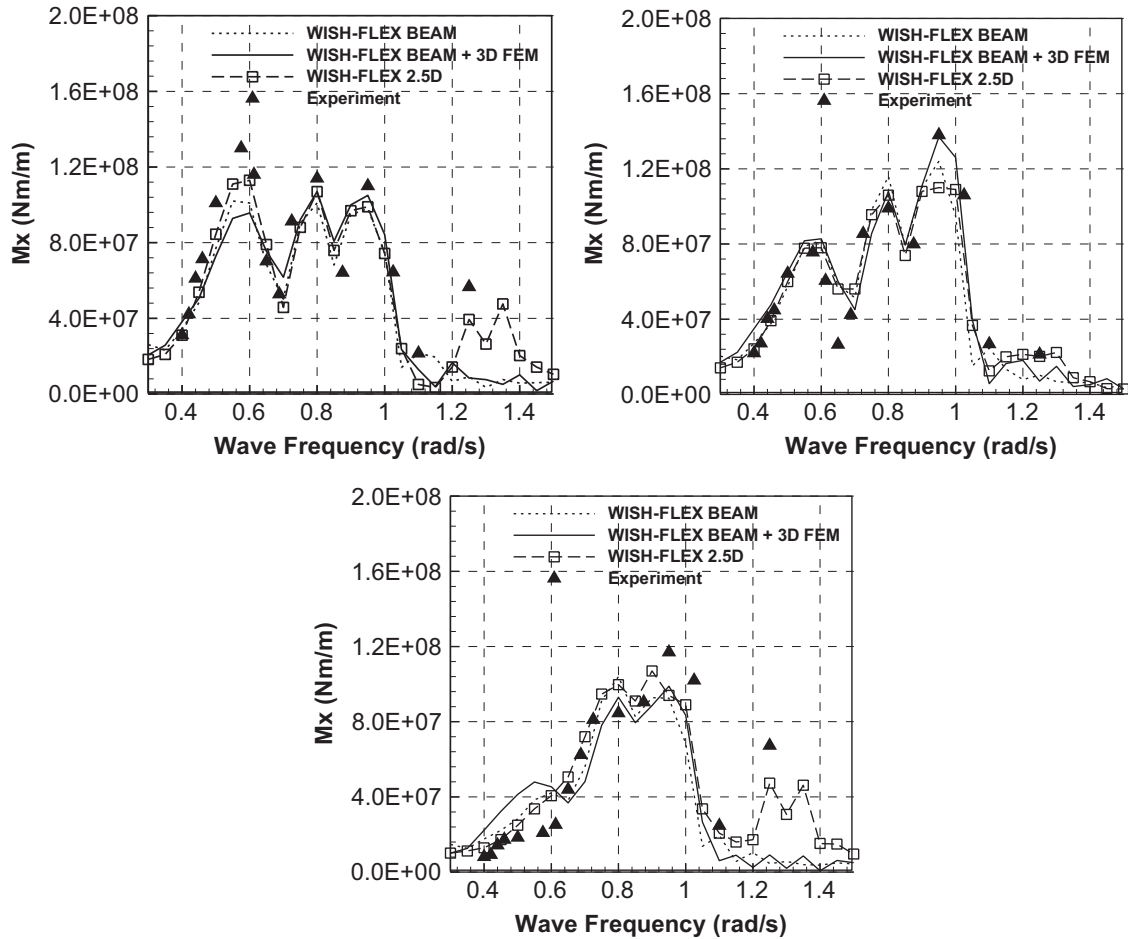 2.0E+08
1.6E+08
1.2E+08
8.0E+07
4.0E+07
0.0E+00
Mx (Nm/m)
WISH-FLEX BEAM
WISH-FLEX BEAM + 3D FEM
WISH-FLEX 2.5D
Experiment
0.4 0.6 0.8 1 1.2 1.4
Wave Frequency (rad/s)
2.0E+08
1.6E+08
1.2E+08
8.0E+07
4.0E+07
0.0E+00
Mx (Nm/m)
WISH-FLEX BEAM
WISH-FLEX BEAM + 3D FEM
WISH-FLEX 2.5D
Experiment
0.4 0.6 0.8 1 1.2 1.4
Wave Frequency (rad/s)
2.0E+08
1.6E+08
1.2E+08
8.0E+07
4.0E+07
0.0E+00
Mx (Nm/m)
WISH-FLEX BEAM
WISH-FLEX BEAM + 3D FEM
WISH-FLEX 2.5D
Experiment
0.4 0.6 0.8 1 1.2 1.4
Wave Frequency (rad/s)